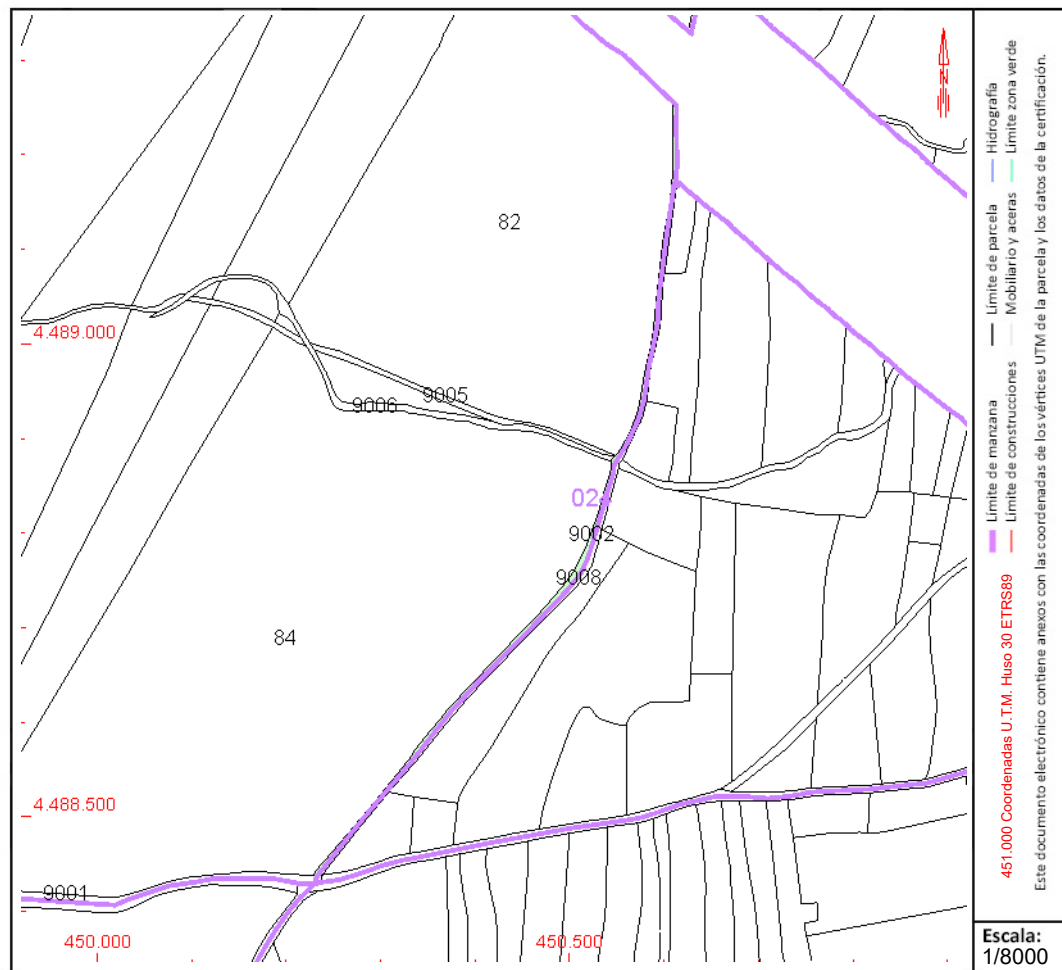 82
4.489.000
9005
9006
02
9002
9008
84
4.488.500
9001
450.000
450.500
N
Hidrografía
Límite zona verde
Límite de parcela
Mobiliario y aceras
Límite de manzana
Límite de construcciones
451.000 Coordenadas U.T.M. Huso 30 ETRS89
Este documento electrónico contiene anexos con las coordenadas de los vértices UTM de la parcela y los datos de la certificación.
Escala:
1/8000